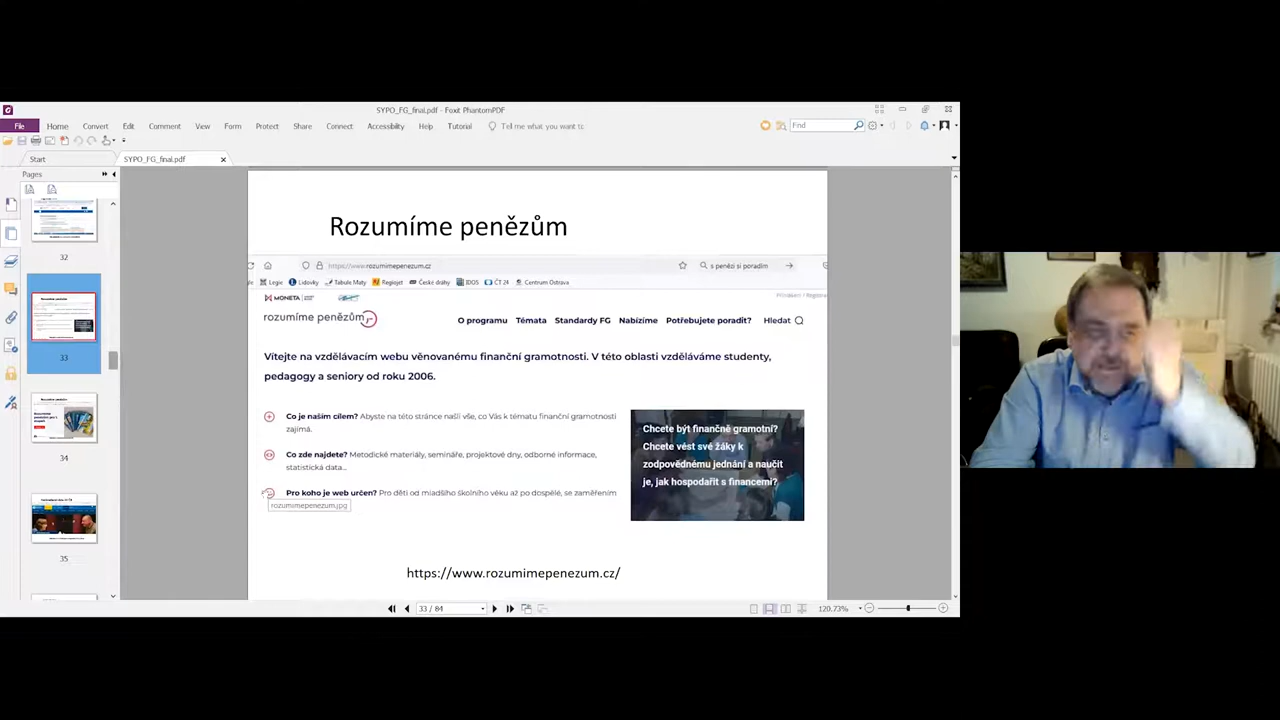 SYPO_FG_final.pdf - Foxit PhantomPDF
File Home Convert Edit Comment View Form Protect Share Connect Accessibility Help Tutorial Tell me what you want tc Find
Start SYPO_FG_final.pdf
Pages
32
33
34
35
Rozumíme penězům
https://www.rozumimepenezum.cz s penězi si poradím
Legie Lidovky Tabule.Maty Regiojet České dráhy IDOS ČT 24 Centrum Ostrava
MONETA
rozumíme penězům
O programu Témata Standardy FG Nabízíme Potřebujete poradit? Hledat
Vítejte na vzdělávacím webu věnovanému finanční gramotnosti. V této oblasti vzděláváme studenty,
pedagogy a seniory od roku 2006.
Co je naším cílem? Abyste na této stránce našli vše, co Vás k tématu finanční gramotnosti
zajímá.
Co zde najdete? Metodické materiály, semináře, projektové dny, odborné informace,
statistická data...
Pro koho je web určen? Pro děti od mladšího školního věku až po dospělé, se zaměřením
rozumimepenezum.jpg
Chcete být finančně gramotní?
Chcete vést své žáky k
zodpovědnému jednání a naučit
je, jak hospodařit s financemi?
https://www.rozumimepenezum.cz/
33 / 84
120.73%